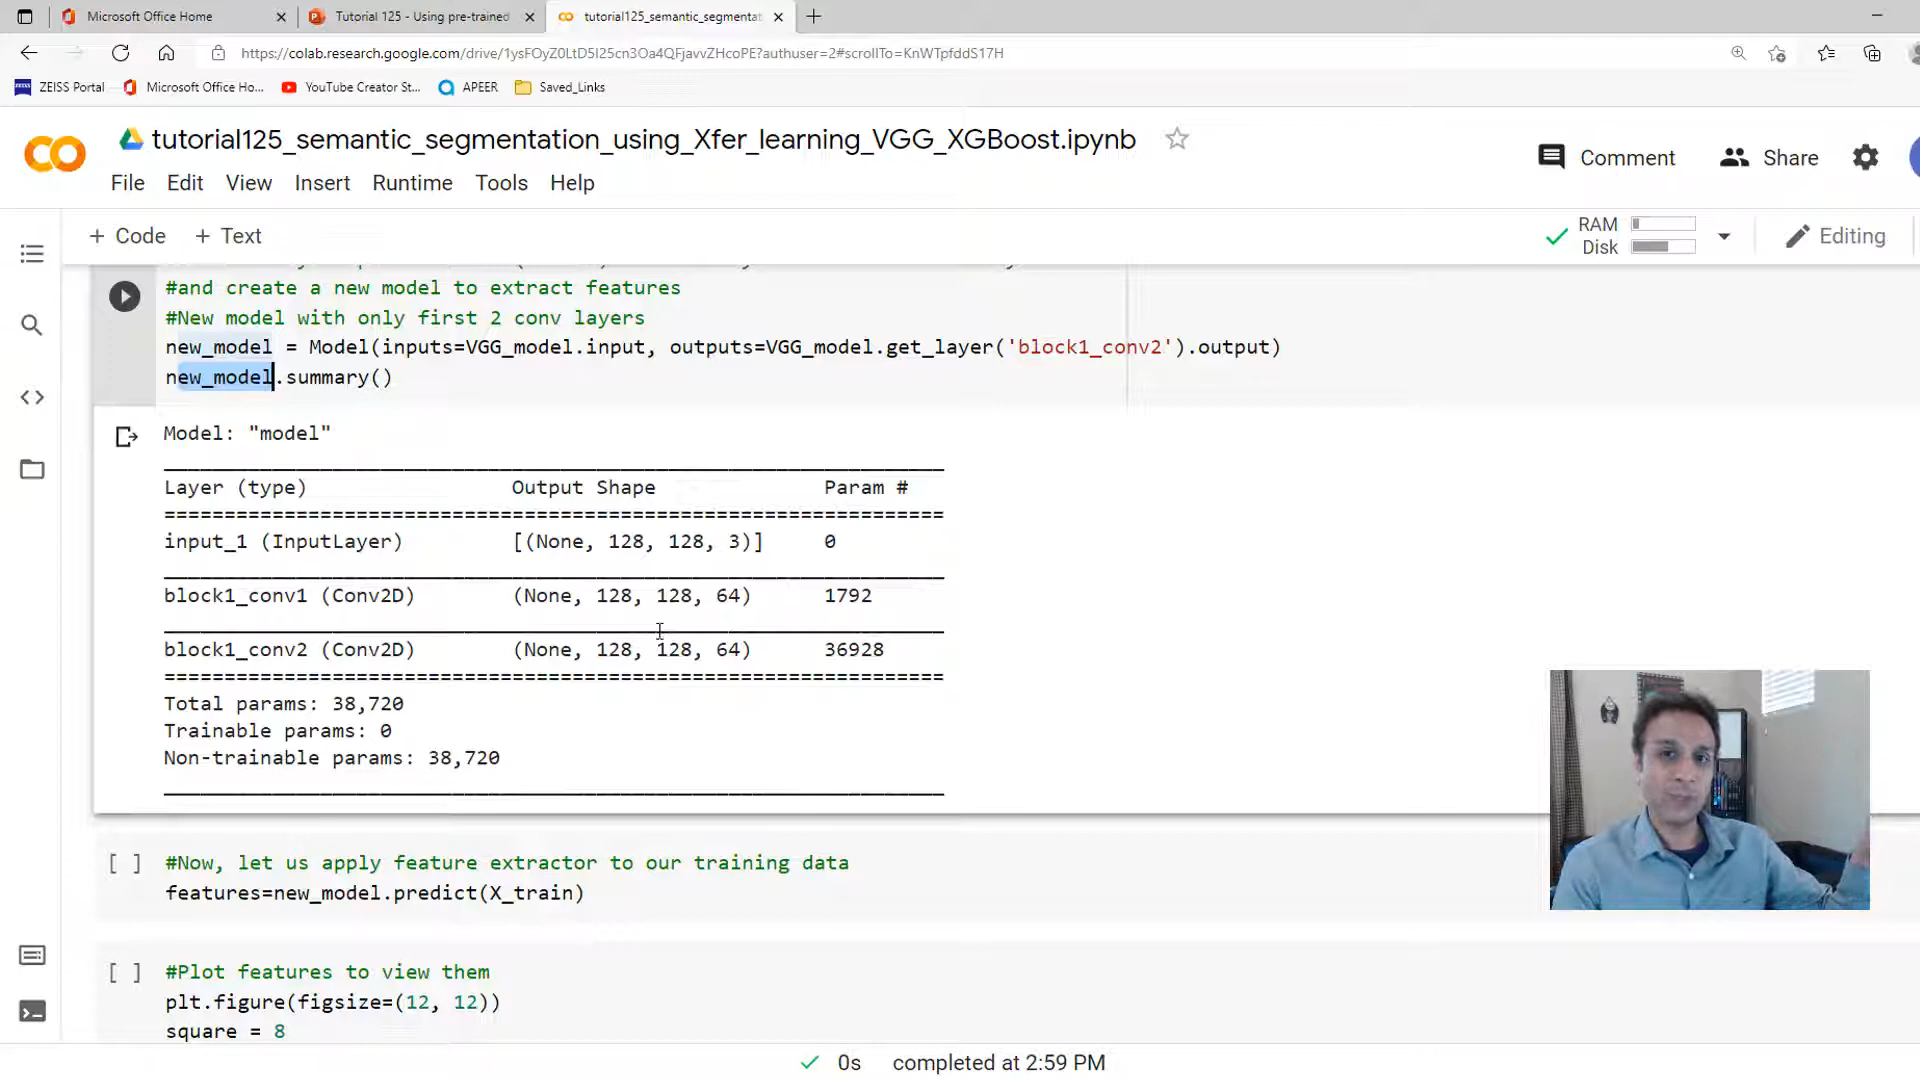 Microsoft Office Home
Tutorial 125 - Using pre-trained
tutorial125_semantic_segmentat
https://colab.research.google.com/drive/1ysFOyZ0LtD5I25cn3Oa4QFjavvZHcoPE?authuser=2#scrollTo=KnWTpfddS17H
ZEISS Portal
Microsoft Office Ho...
YouTube Creator St...
APEER
Saved_Links
tutorial125_semantic_segmentation_using_Xfer_learning_VGG_XGBoost.ipynb
Comment
Share
File Edit View Insert Runtime Tools Help
+ Code + Text
RAM
Disk
Editing
#and create a new model to extract features
#New model with only first 2 conv layers
new_model = Model(inputs=VGG_model.input, outputs=VGG_model.get_layer('block1_conv2').output)
new_model.summary()
Model: "model"
Layer (type) Output Shape Param #
=================================================================
input_1 (InputLayer) [(None, 128, 128, 3)] 0
block1_conv1 (Conv2D) (None, 128, 128, 64) 1792
block1_conv2 (Conv2D) (None, 128, 128, 64) 36928
=================================================================
Total params: 38,720
Trainable params: 0
Non-trainable params: 38,720
[ ] #Now, let us apply feature extractor to our training data
features=new_model.predict(X_train)
[ ] #Plot features to view them
plt.figure(figsize=(12, 12))
square = 8
0s completed at 2:59 PM